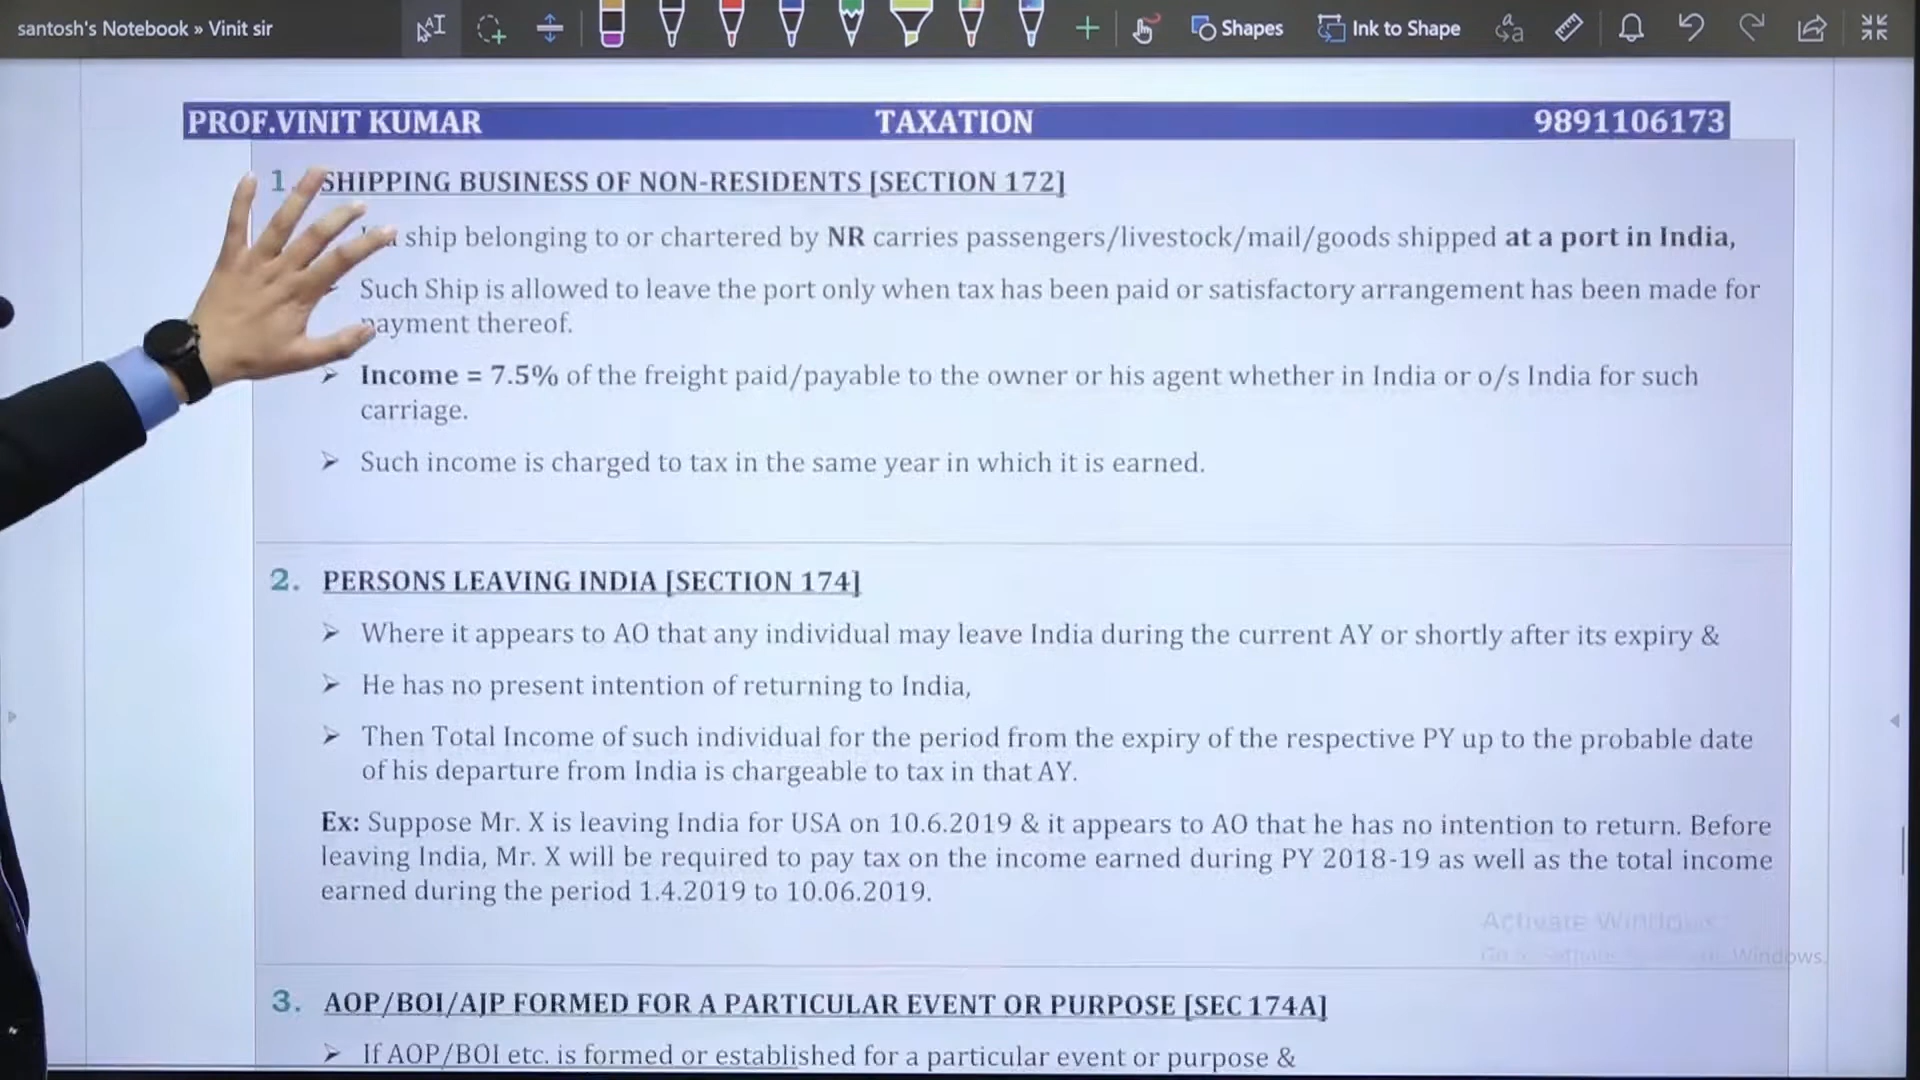 santosh's Notebook » Vinit sir
Shapes
Ink to Shape
PROF.VINIT KUMAR TAXATION 9891106173
1. SHIPPING BUSINESS OF NON-RESIDENTS [SECTION 172]
a ship belonging to or chartered by NR carries passengers/livestock/mail/goods shipped at a port in India,
Such Ship is allowed to leave the port only when tax has been paid or satisfactory arrangement has been made for
payment thereof.
➢ Income = 7.5% of the freight paid/payable to the owner or his agent whether in India or o/s India for such
carriage.
➢ Such income is charged to tax in the same year in which it is earned.
2. PERSONS LEAVING INDIA [SECTION 174]
➢ Where it appears to AO that any individual may leave India during the current AY or shortly after its expiry &
➢ He has no present intention of returning to India,
➢ Then Total Income of such individual for the period from the expiry of the respective PY up to the probable date
of his departure from India is chargeable to tax in that AY.
Ex: Suppose Mr. X is leaving India for USA on 10.6.2019 & it appears to AO that he has no intention to return. Before
leaving India, Mr. X will be required to pay tax on the income earned during PY 2018-19 as well as the total income
earned during the period 1.4.2019 to 10.06.2019.
Activate Windows
Windows.
3. AOP/BOI/AJP FORMED FOR A PARTICULAR EVENT OR PURPOSE [SEC 174A]
➢ If AOP/BOI etc. is formed or established for a particular event or purpose &